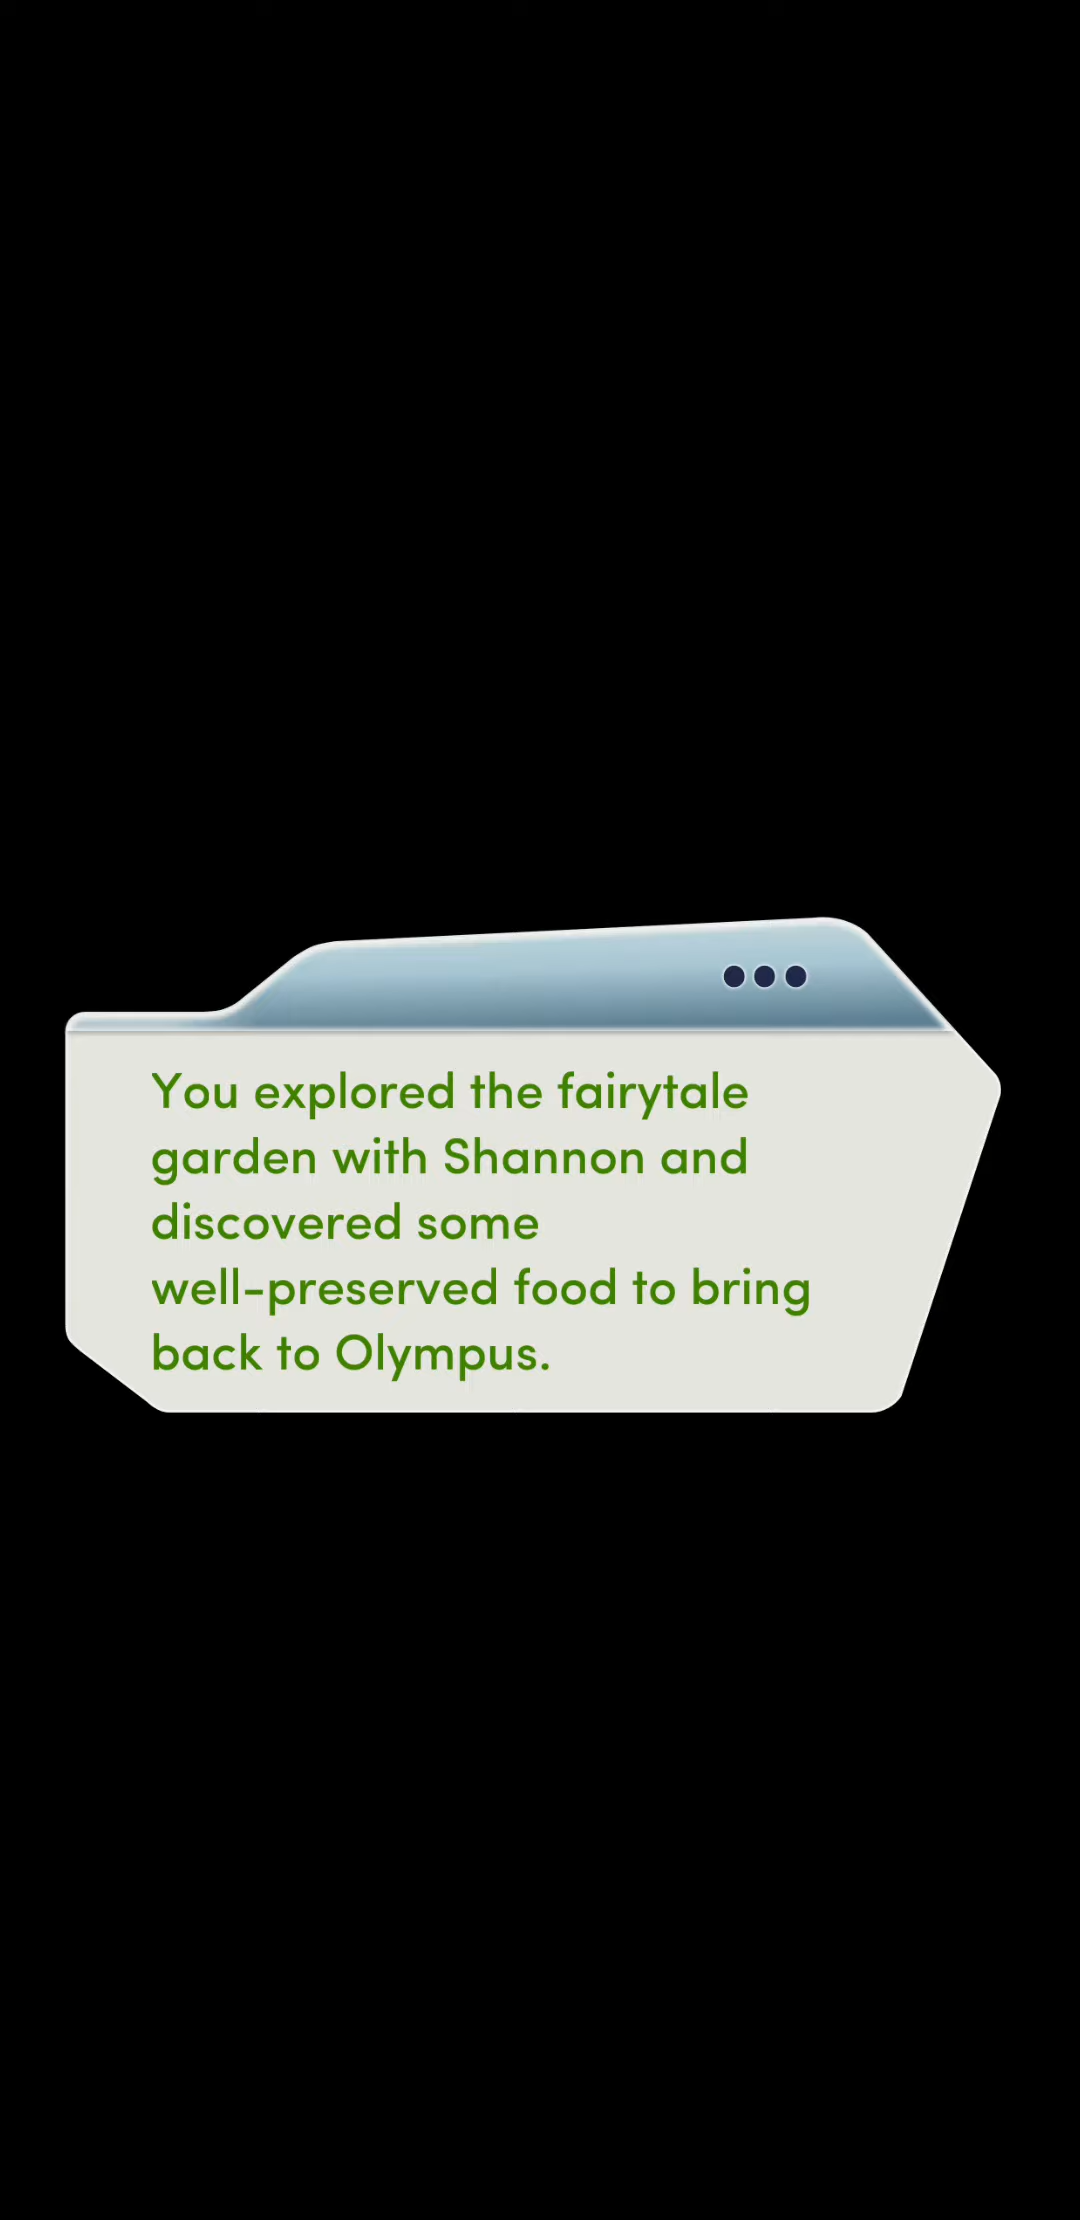 You explored the fairytale
garden with Shannon and
discovered some
well-preserved food to bring
back to Olympus.